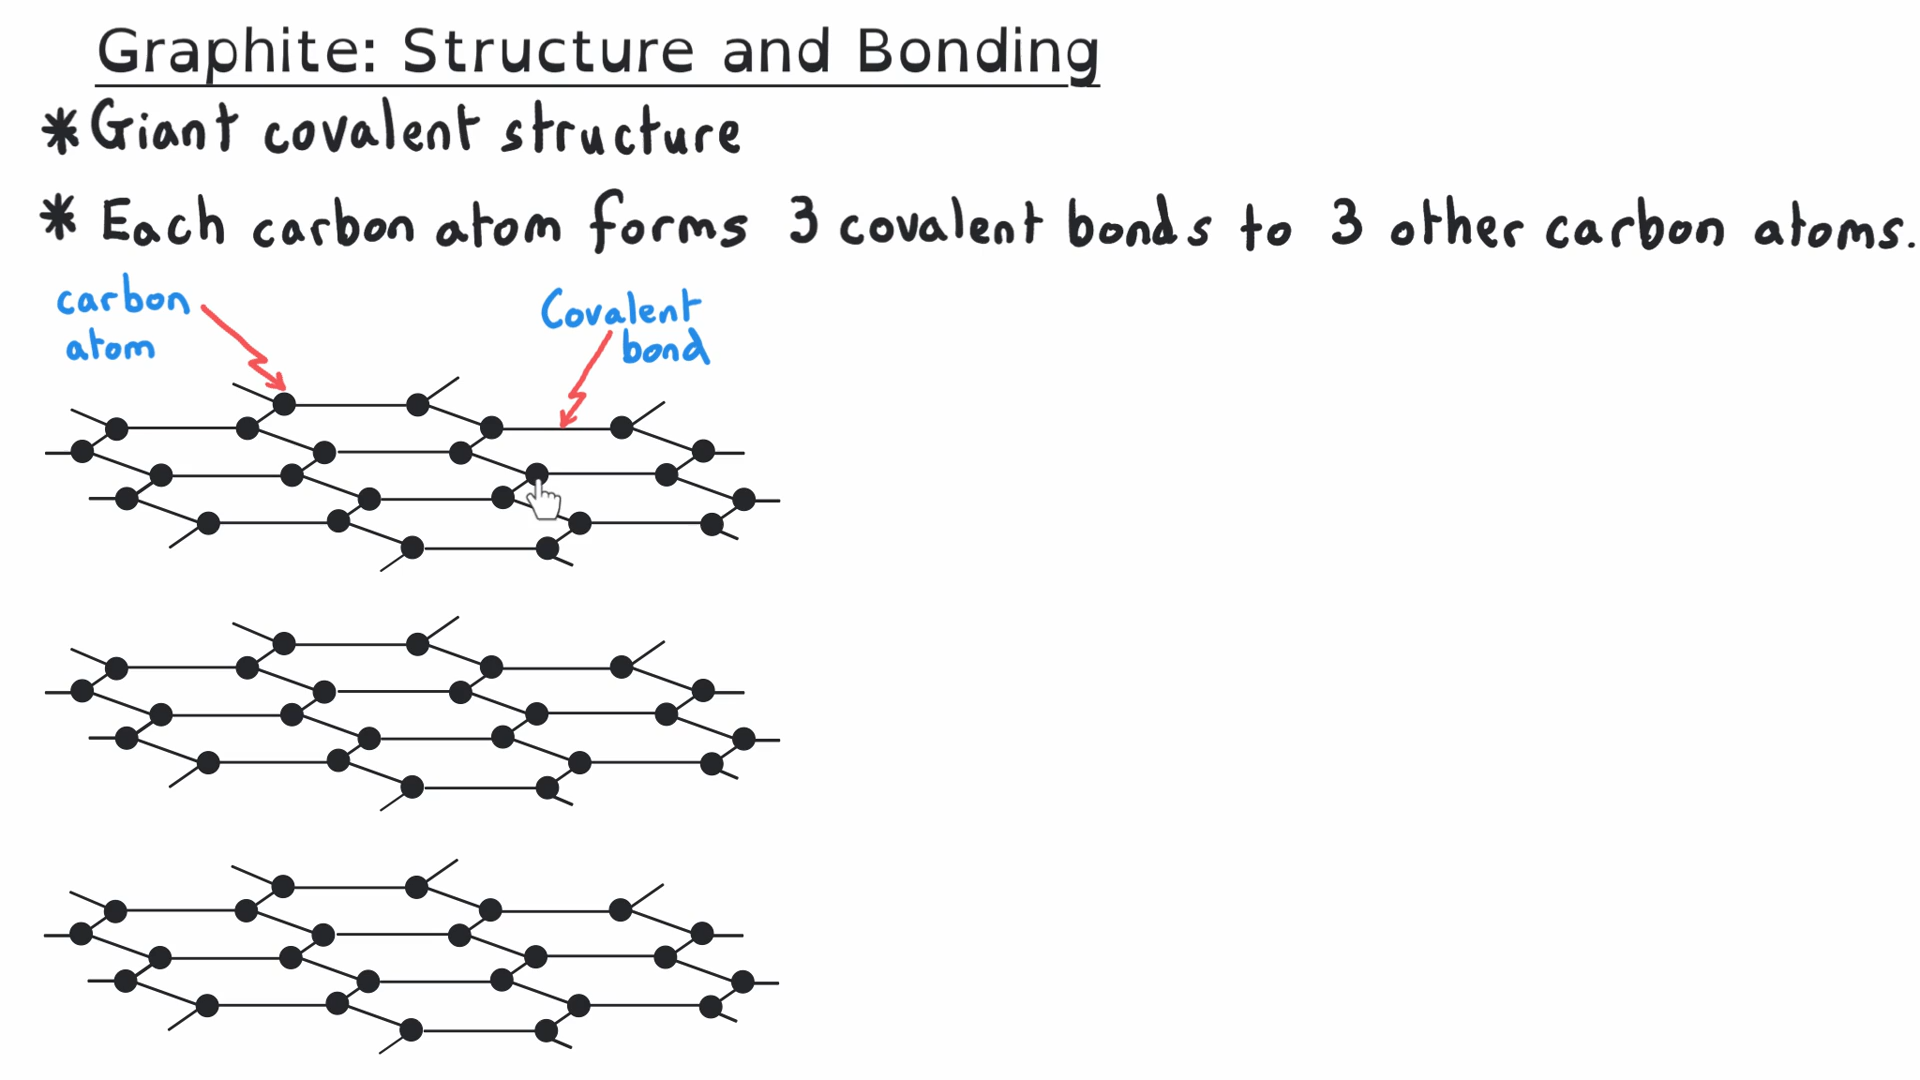 Graphite: Structure and Bonding
* Giant covalent structure
* Each carbon atom forms 3 covalent bonds to 3 other carbon atoms.
carbon
atom
Covalent
bond